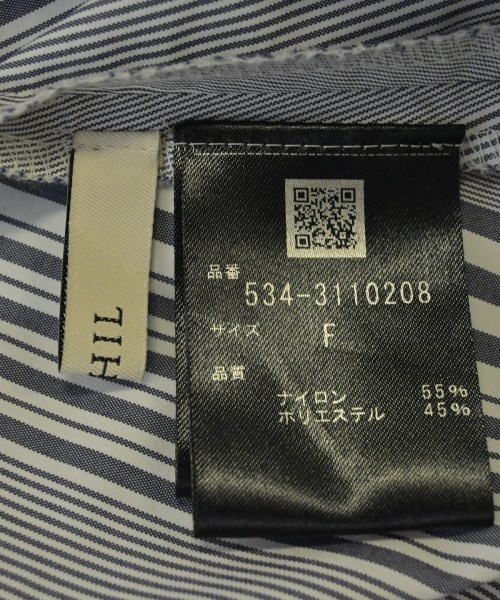 HIL
品番
534-3110208
サイズ F
品質
ナイロン 55%
ポリエステル 45%